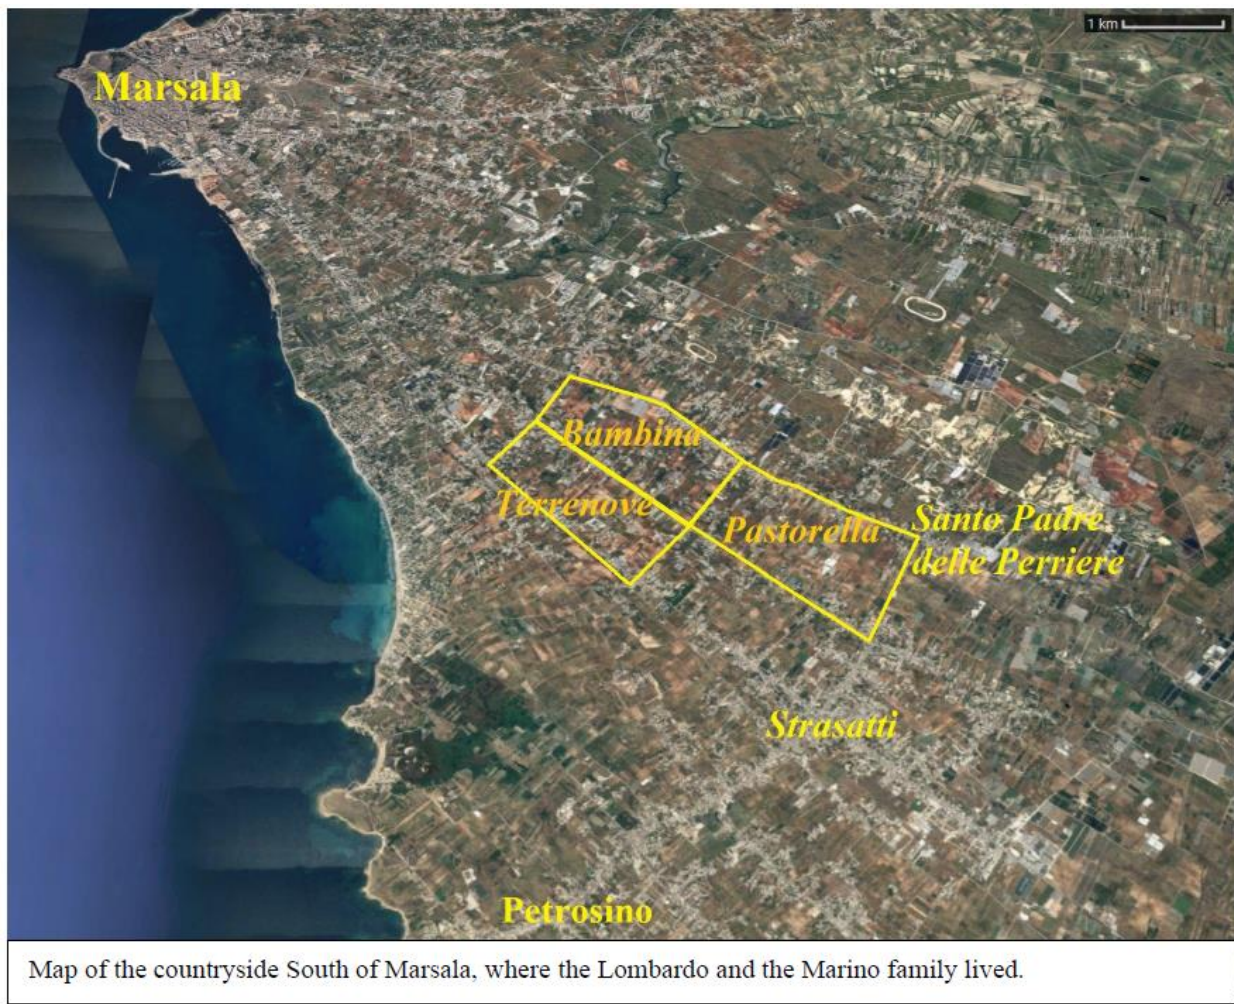 1 km
Marsala
Bambina
Terrenove
Pastorella
Santo Padre
delle Perriere
Strasatti
Petrosino
Map of the countryside South of Marsala, where the Lombardo and the Marino family lived.